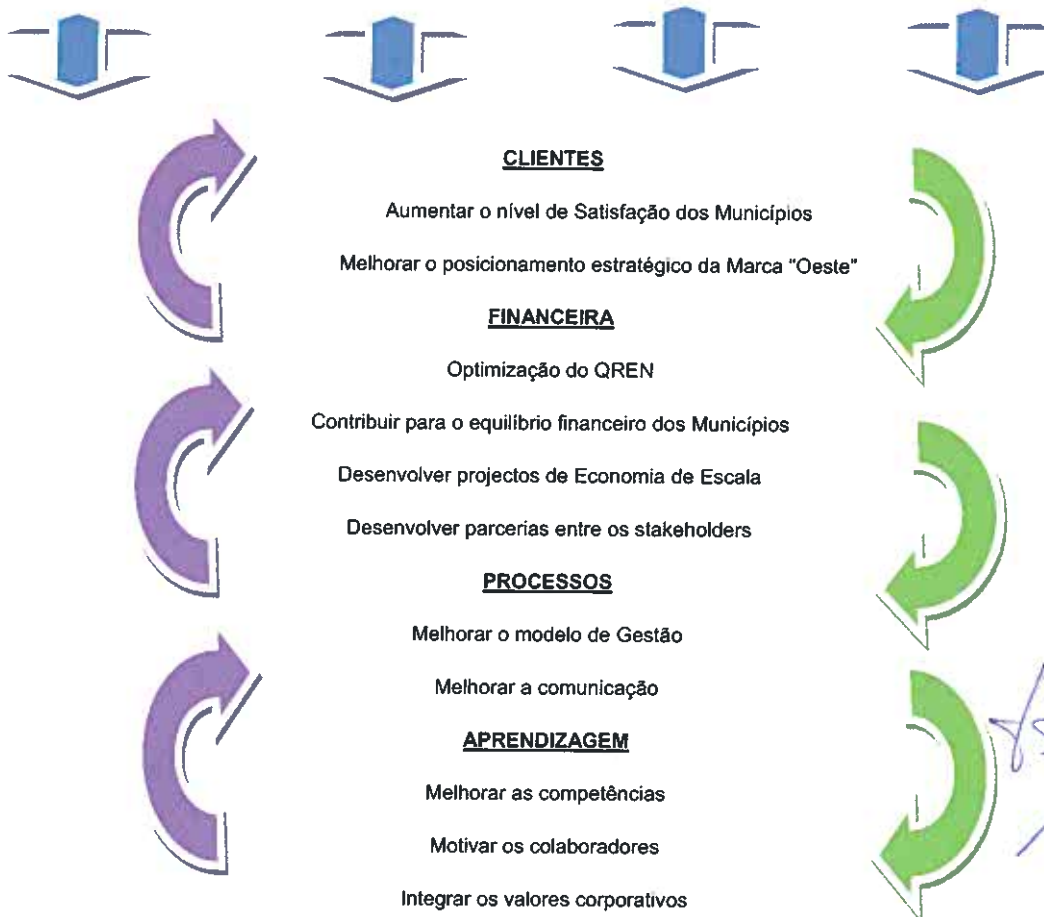 CLIENTES
Aumentar o nível de Satisfação dos Municípios
Melhorar o posicionamento estratégico da Marca "Oeste"
FINANCEIRA
Optimização do QREN
Contribuir para o equilíbrio financeiro dos Municípios
Desenvolver projectos de Economia de Escala
Desenvolver parcerias entre os stakeholders
PROCESSOS
Melhorar o modelo de Gestão
Melhorar a comunicação
APRENDIZAGEM
Melhorar as competências
Motivar os colaboradores
Integrar os valores corporativos